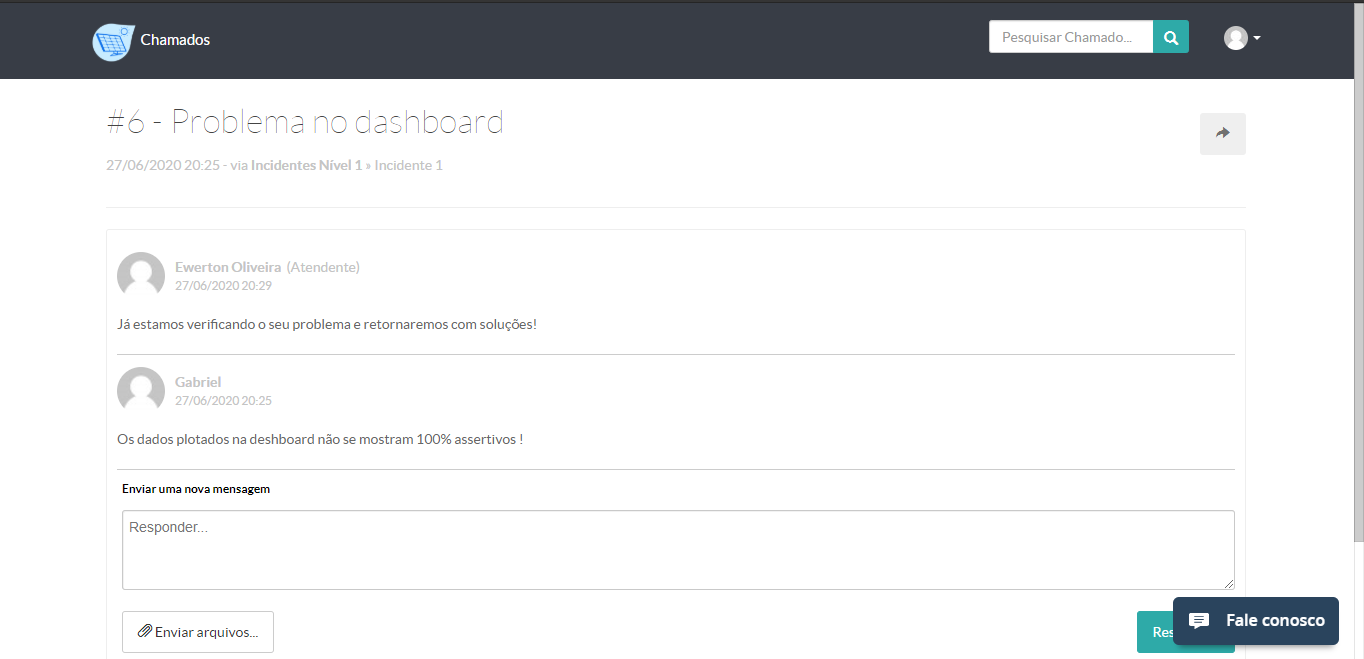 Chamados
Pesquisar Chamado...
#6 - Problema no dashboard
27/06/2020 20:25 - via Incidentes Nível 1 » Incidente 1
Ewerton Oliveira (Atendente)
27/06/2020 20:29
Já estamos verificando o seu problema e retornaremos com soluções!
Gabriel
27/06/2020 20:25
Os dados plotados na deshboard não se mostram 100% assertivos !
Enviar uma nova mensagem
Responder...
Enviar arquivos...
Fale conosco